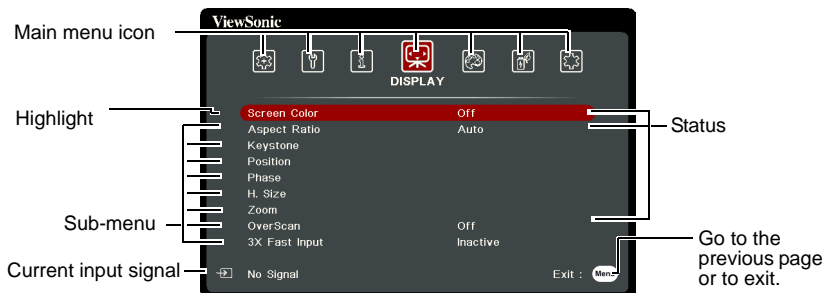 ViewSonic
Main menu icon
DISPLAY
Highlight
Screen Color Off
Aspect Ratio Auto
Status
Keystone
Position
Phase
H. Size
Zoom
Sub-menu
OverScan Off
3X Fast Input Inactive
Go to the
previous page
or to exit.
Current input signal
No Signal
Exit : Menu